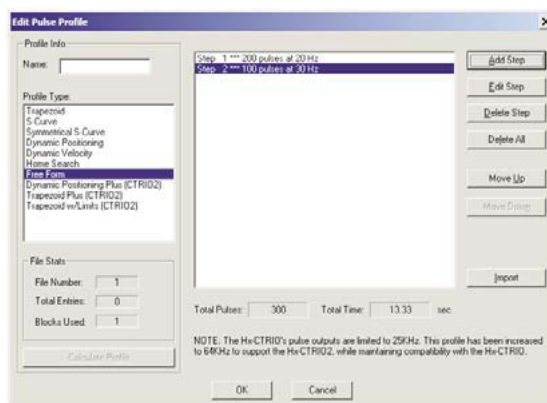 Edit Pulse Profile
Profile Info
Name:
Profile Type:
Trapezoid
S-Curve
Symmetrical S-Curve
Dynamic Positioning
Dynamic Velocity
Home Search
Free Form
Dynamic Positioning Plus (CTRIO2)
Trapezoid Plus (CTRIO2)
Trapezoid w/Limits (CTRIO2)
File Stats
File Number: 1
Total Entries: 0
Blocks Used: 1
Calculate Profile
Step : 1 *** 200 pulses at 20 Hz
Step : 2 *** 100 pulses at 30 Hz
Total Pulses: 300 Total Time: 13.33 sec
NOTE: The Hx-CTRIO's pulse outputs are limited to 25KHz. This profile has been increased
to 64KHz to support the Hx-CTRIO2, while maintaining compatibility with the Hx-CTRIO.
Add Step
Edit Step
Delete Step
Delete All
Move Up
Move Down
Import
OK Cancel